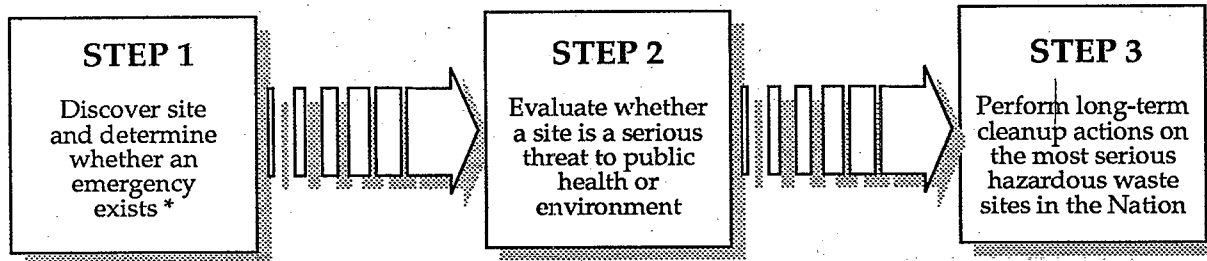 STEP 1
Discover site
and determine
whether an
emergency
exists *
STEP 2
Evaluate whether
a site is a serious
threat to public
health or
environment
STEP 3
Perform long-term
cleanup actions on
the most serious
hazardous waste
sites in the Nation